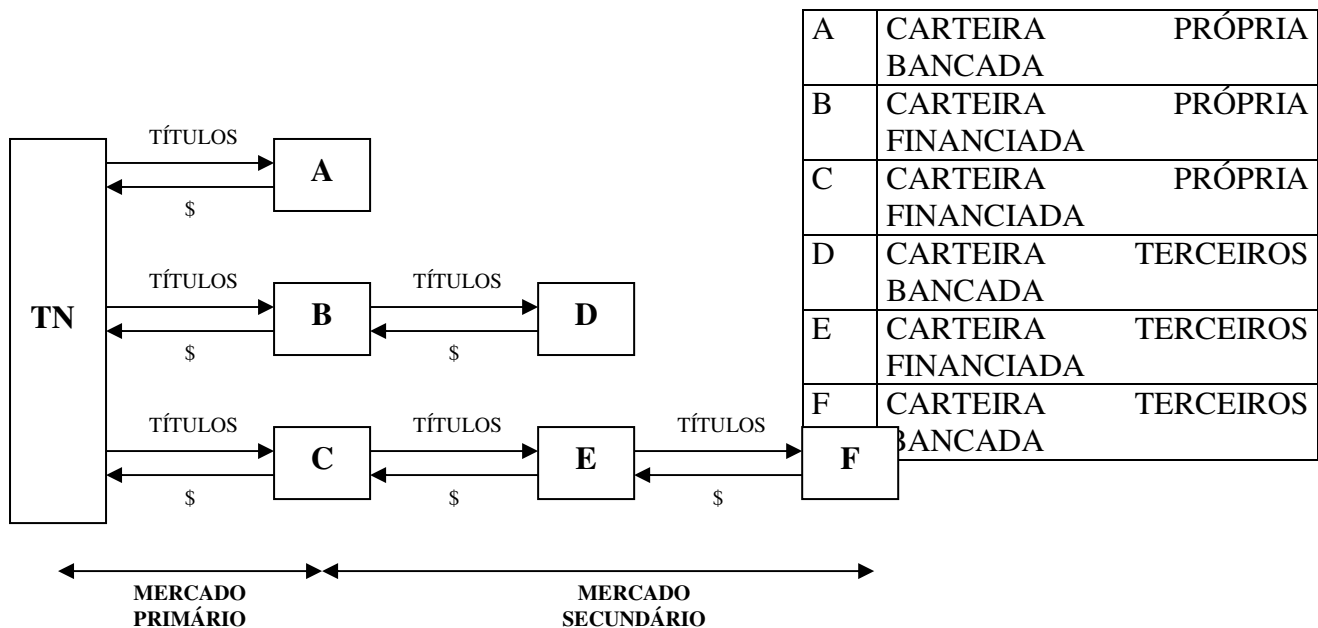 A CARTEIRA PRÓPRIA
BANCADA
B CARTEIRA PRÓPRIA
FINANCIADA
C CARTEIRA PRÓPRIA
FINANCIADA
D CARTEIRA TERCEIROS
BANCADA
E CARTEIRA TERCEIROS
FINANCIADA
F CARTEIRA TERCEIROS
BANCADA
TN
TÍTULOS
A
$
TÍTULOS TÍTULOS
B D
$ $
TÍTULOS TÍTULOS TÍTULOS
C E F
$ $ $
MERCADO
PRIMÁRIO
MERCADO
SECUNDÁRIO